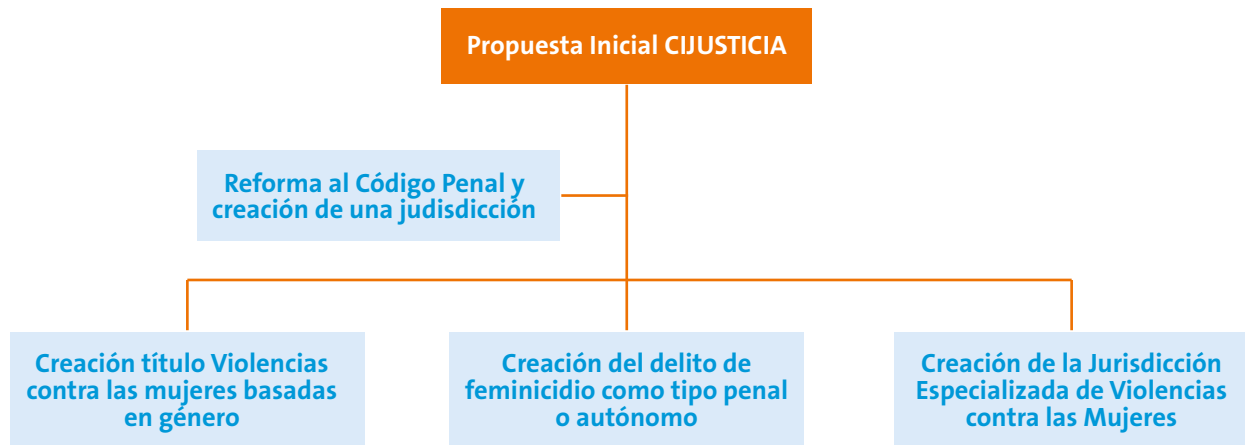 Propuesta Inicial CIJUSTICIA
Reforma al Código Penal y
creación de una judisdicción
Creación título Violencias
contra las mujeres basadas
en género
Creación del delito de
feminicidio como tipo penal
o autónomo
Creación de la Jurisdicción
Especializada de Violencias
contra las Mujeres